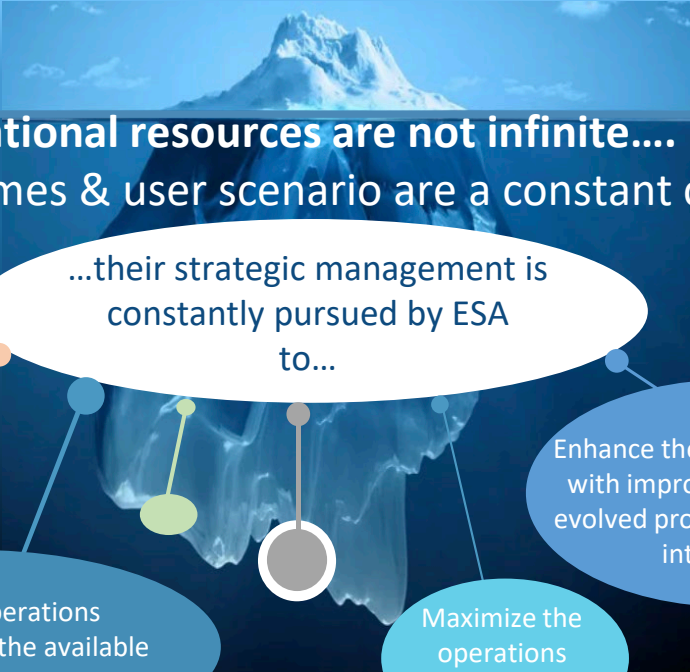 tional resources are not infinite….
mes & user scenario are a constant
…their strategic management is
constantly pursued by ESA
to…
Enhance the
with impro
evolved pro
int
perations
the available
Maximize the
operations